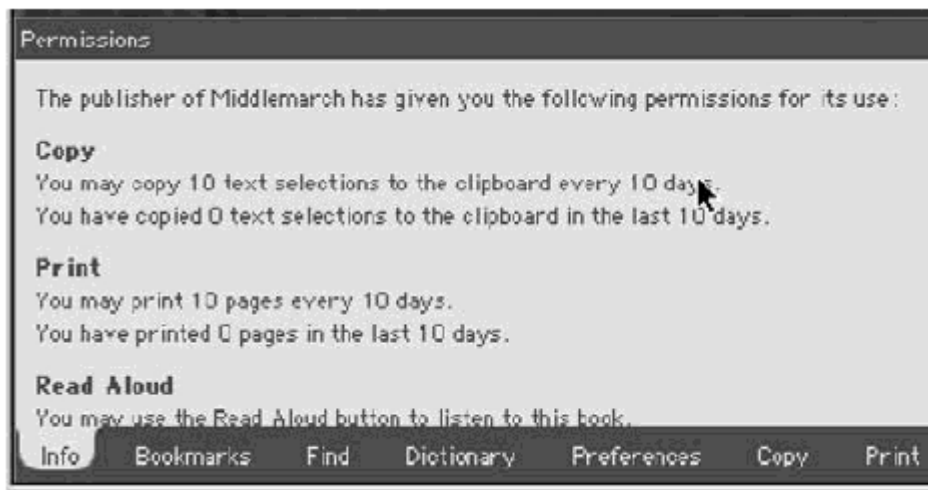 Permissions
The publisher of Middlemarch has given you the following permissions for its use:
Copy
You may copy 10 text selections to the clipboard every 10 days.
You have copied 0 text selections to the clipboard in the last 10 days.
Print
You may print 10 pages every 10 days.
You have printed 0 pages in the last 10 days.
Read Aloud
You may use the Read Aloud button to listen to this book.
Info Bookmarks Find Dictionary Preferences Copy Print